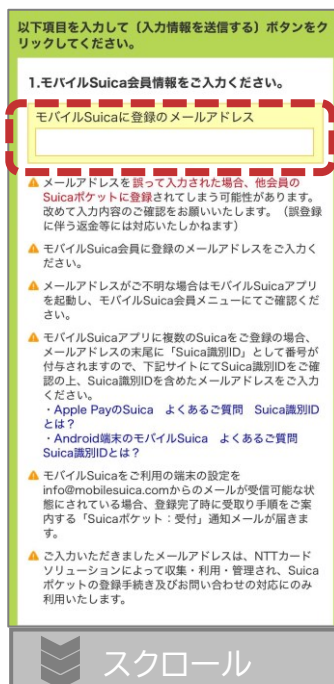 以下項目を入力して（入力情報を送信する）ボタンをク
リックしてください。
1.モバイルSuica会員情報をご入力ください。
モバイルSuicaに登録のメールアドレス
メールアドレスを誤って入力された場合、他会員の
Suicaポケットに登録されてしまう可能性があります。
改めて入力内容のご確認をお願いいたします。（誤登録
に伴う返金等には対応いたしかねます）
モバイルSuica会員に登録のメールアドレスをご入力く
ださい。
メールアドレスがご不明な場合はモバイルSuicaアプリ
を起動し、モバイルSuica会員メニューにてご確認くだ
さい。
モバイルSuicaアプリに複数のSuicaをご登録の場合、
メールアドレスの末尾に「Suica識別ID」として番号が
付与されますので、下記サイトにてSuica識別IDをご確
認の上、Suica識別IDを含めたメールアドレスをご入力
ください。
・Apple PayのSuica　よくあるご質問　Suica識別ID
とは？
・Android端末のモバイルSuica　よくあるご質問
Suica識別IDとは？
モバイルSuicaをご利用の端末の設定を
info@mobilesuica.comからのメールが受信可能な状
態にされている場合、登録完了時に受取り手順をご案
内する「Suicaポケット：受付」通知メールが届きま
す。
ご入力いただきましたメールアドレスは、NTTカード
ソリューションによって収集・利用・管理され、Suica
ポケットの登録手続き及びお問い合わせの対応にのみ
利用いたします。
スクロール